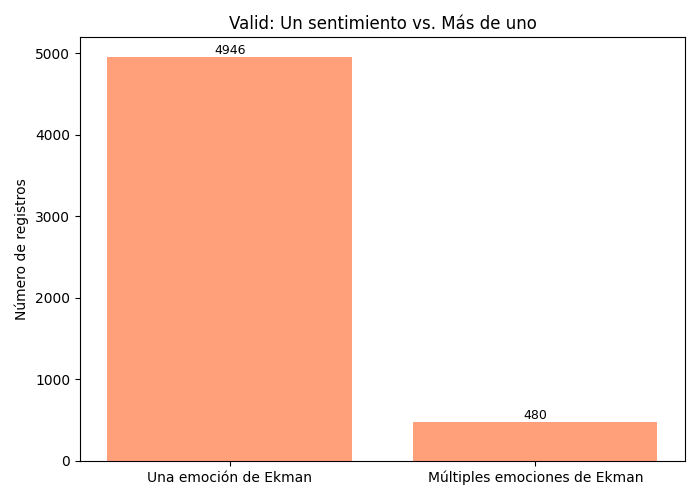 Valid: Un sentimiento vs. Más de uno
Número de registros
5000
4000
3000
2000
1000
0
4946
480
Una emoción de Ekman
Múltiples emociones de Ekman